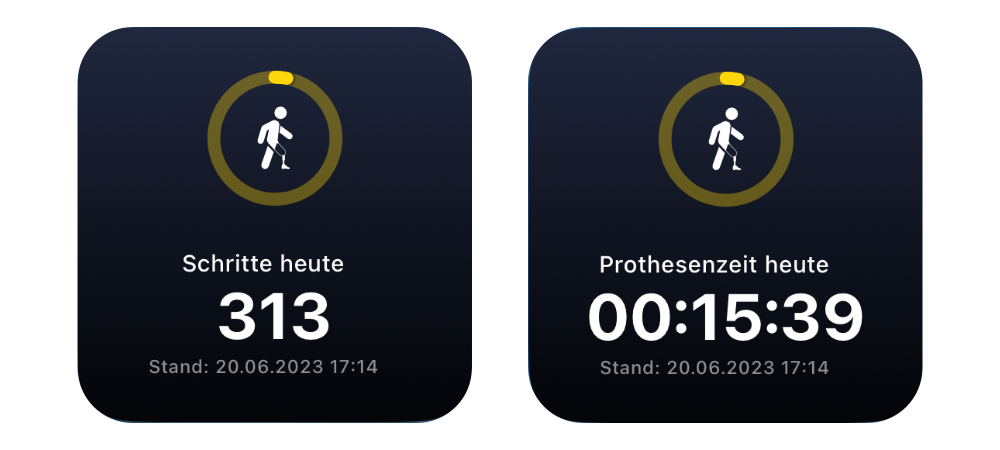 Schritte heute
313
Stand: 20.06.2023 17:14
Prothesenzeit heute
00:15:39
Stand: 20.06.2023 17:14